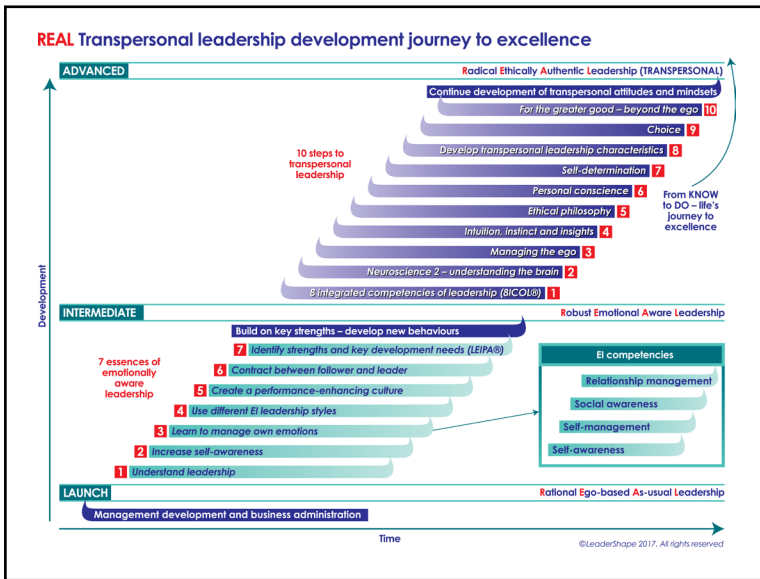 REAL Transpersonal leadership development journey to excellence
ADVANCED
Radical Ethically Authentic Leadership (TRANSPERSONAL)
Continue development of transpersonal attitudes and mindsets
For the greater good – beyond the ego 10
Choice 9
Develop transpersonal leadership characteristics 8
10 steps to
transpersonal
leadership
Self-determination 7
Personal conscience 6
Ethical philosophy 5
Intuition, instinct and insights 4
Managing the ego 3
Neuroscience 2 – understanding the brain 2
8 integrated competencies of leadership (8ICOL®) 1
From KNOW
to DO – life's
journey to
excellence
Development
INTERMEDIATE
Robust Emotional Aware Leadership
Build on key strengths – develop new behaviours
7 Identify strengths and key development needs (LEIPA®)
7 essences of
emotionally
aware
leadership
6 Contract between follower and leader
5 Create a performance-enhancing culture
4 Use different EI leadership styles
3 Learn to manage own emotions
2 Increase self-awareness
1 Understand leadership
EI competencies
Relationship management
Social awareness
Self-management
Self-awareness
LAUNCH
Rational Ego-based As-usual Leadership
Management development and business administration
Time
©LeaderShape 2017. All rights reserved